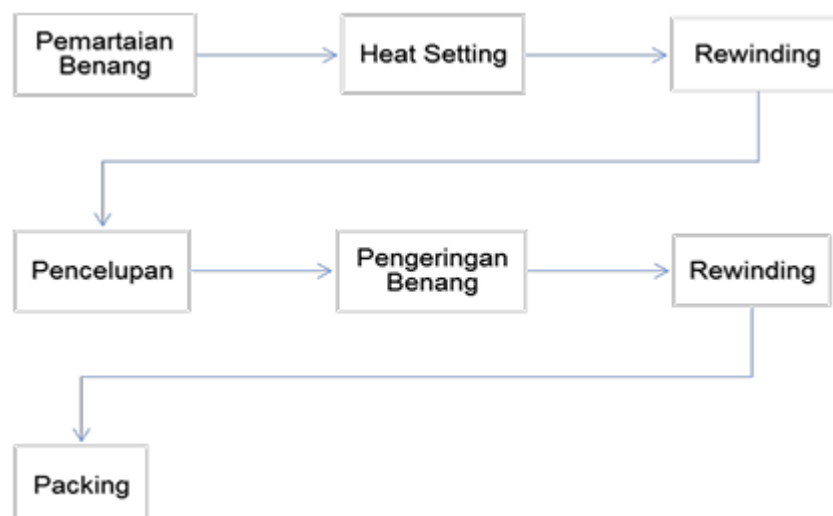 Pemartaian
Benang
Heat Setting
Rewinding
Pencelupan
Pengeringan
Benang
Rewinding
Packing